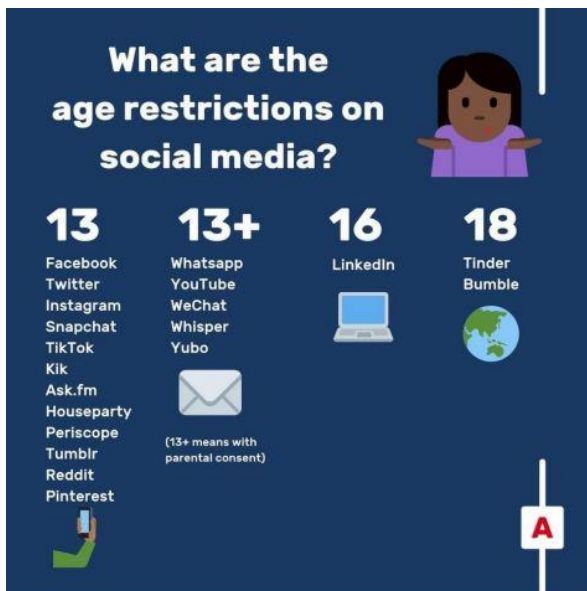 What are the
age restrictions on
social media?
13
Facebook
Twitter
Instagram
Snapchat
TikTok
Kik
Ask.fm
Houseparty
Periscope
Tumblr
Reddit
Pinterest
13+
Whatsapp
YouTube
WeChat
Whisper
Yubo
(13+ means with
parental consent)
16
LinkedIn
18
Tinder
Bumble
A